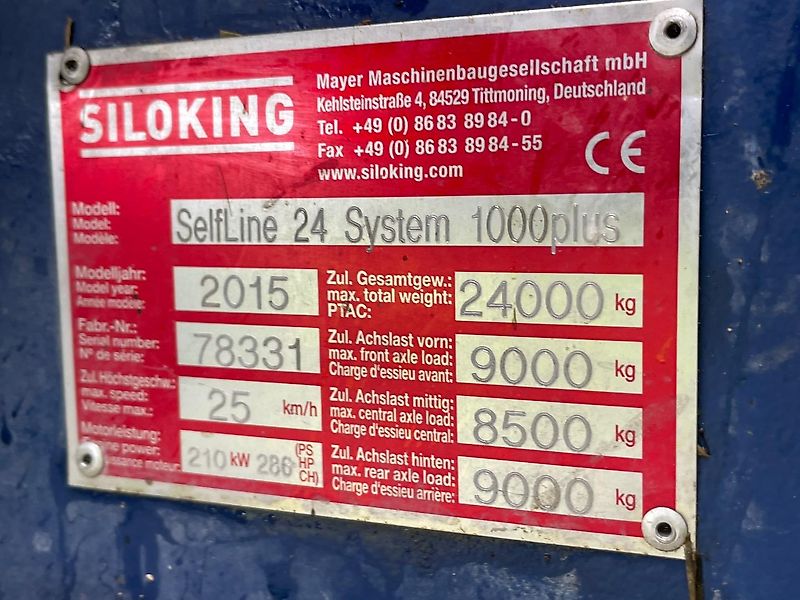 SILOKING
Mayer Maschinenbaugesellschaft mbH
Kehlsteinstraße 4, 84529 Tittmoning, Deutschland
Tel. +49 (0) 86 83 89 84 - 0
Fax +49 (0) 86 83 89 84 - 55
www.siloking.com
CE
Modell:
Model:
Modèle:
SelfLine 24 System 1000plus
Modelljahr:
Model year:
Année modèle:
2015
Fabr.-Nr.:
Serial number:
N° de série:
78331
Zul. Höchstgeschw.:
max. speed:
Vitesse max.:
25 km/h
Motorleistung:
power:
moteur:
210 kW 286 (PS
HP
CH)
Zul. Gesamtgew.:
max. total weight:
PTAC:
24000 kg
Zul. Achslast vorn:
max. front axle load:
Charge d'essieu avant:
9000 kg
Zul. Achslast mittig:
max. central axle load:
Charge d'essieu central:
8500 kg
Zul. Achslast hinten:
max. rear axle load:
Charge d'essieu arrière:
9000 kg